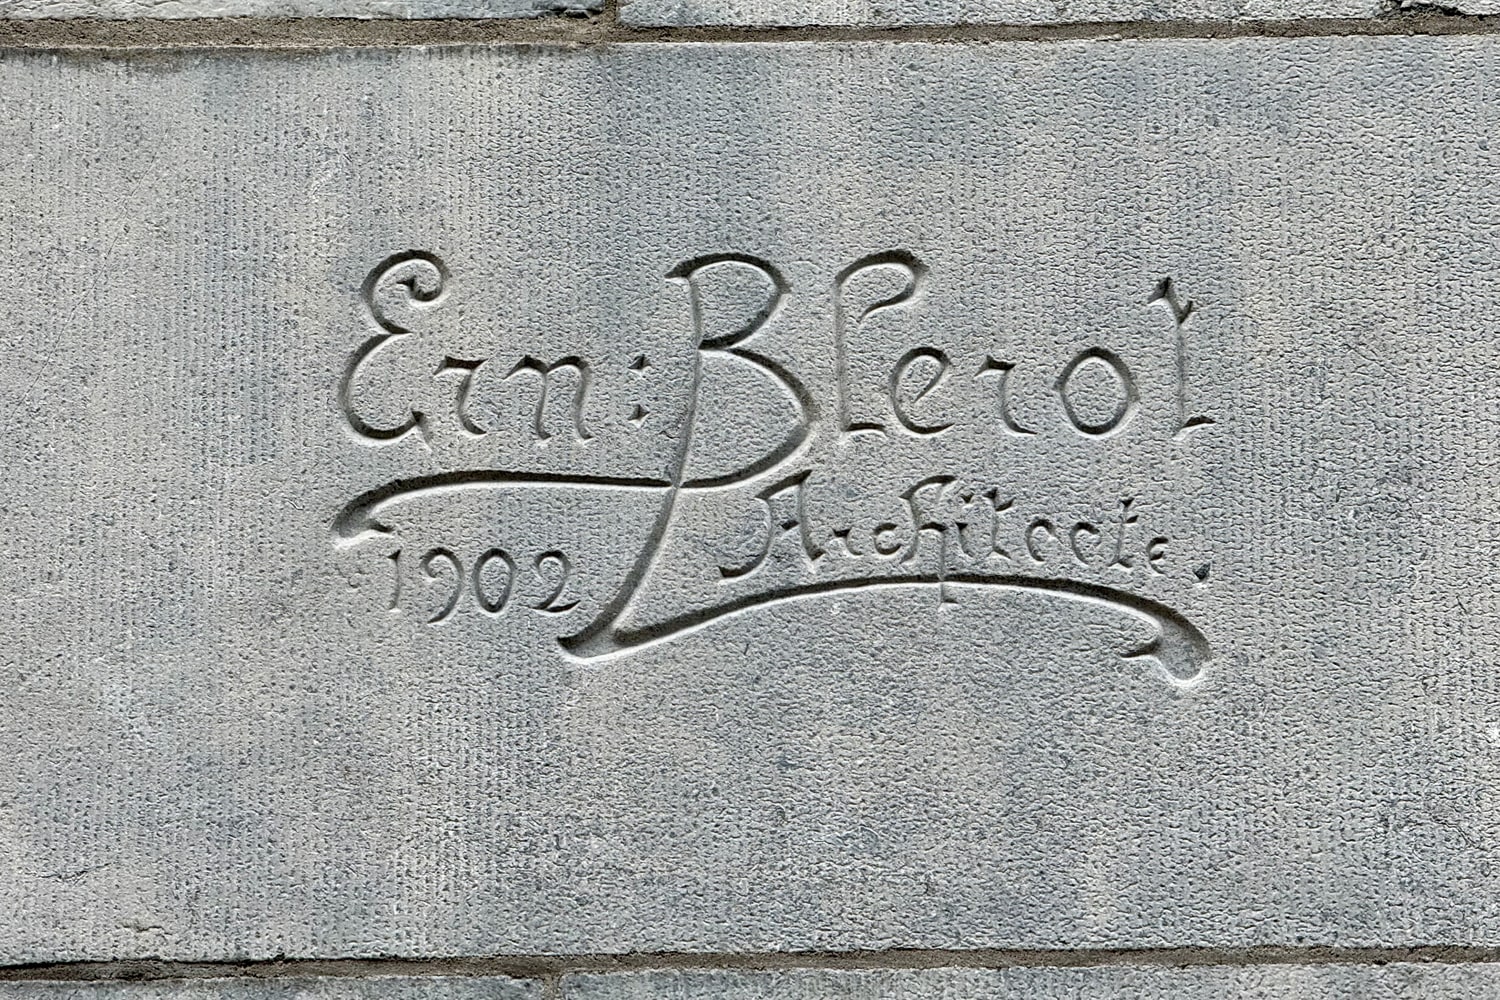 Ern: Blerot
Architecte.
1902